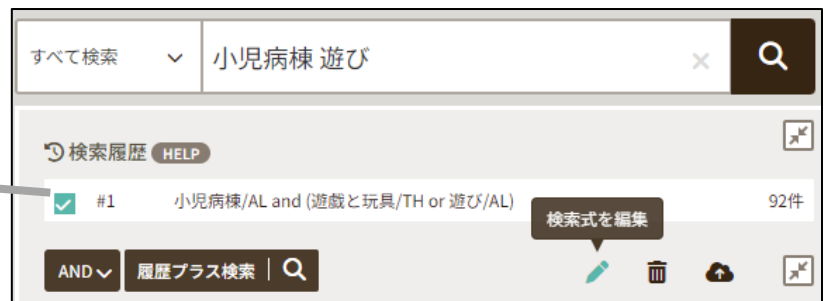 すべて検索 小児病棟 遊び
検索履歴 HELP
#1 小児病棟/AL and (遊戯と玩具/TH or 遊び/AL) 92件
検索式を編集
AND 履歴プラス検索